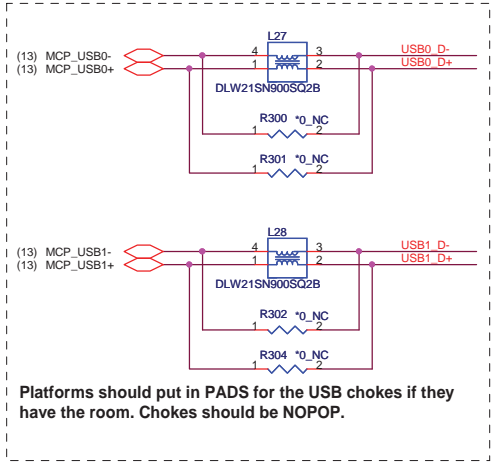 L27
(13) MCP_USB0- 4 3 USB0_D-
(13) MCP_USB0+ 1 2 USB0_D+
DLW21SN900SQ2B
R300 *0_NC
1 2
R301 *0_NC
1 2
L28
(13) MCP_USB1- 4 3 USB1_D-
(13) MCP_USB1+ 1 2 USB1_D+
DLW21SN900SQ2B
R302 *0_NC
1 2
R304 *0_NC
1 2
Platforms should put in PADS for the USB chokes if they
have the room. Chokes should be NOPOP.